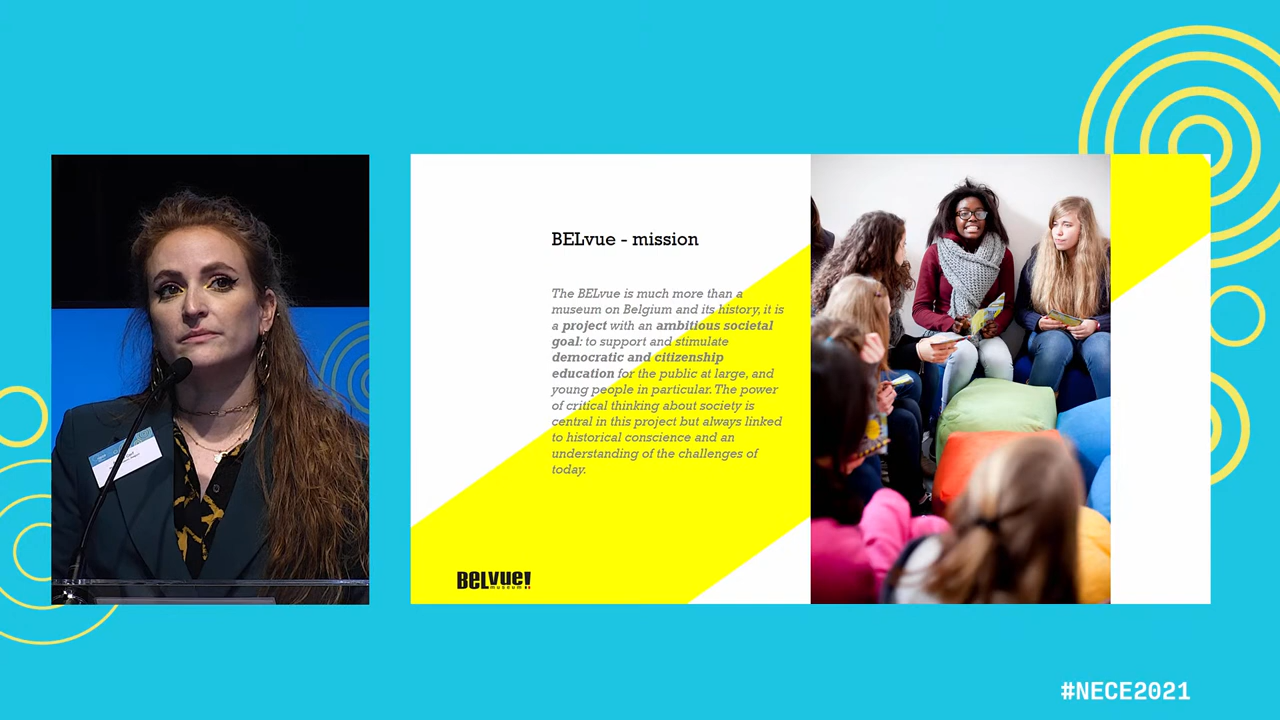 BELvue - mission
The BELvue is much more than a
museum on Belgium and its history, it is
a project with an ambitious societal
goal: to support and stimulate
democratic and citizenship
education for the public at large, and
young people in particular. The power
of critical thinking about society is
central in this project but always linked
to historical conscience and an
understanding of the challenges of
today.
BELvue!
museum
#NECE2021